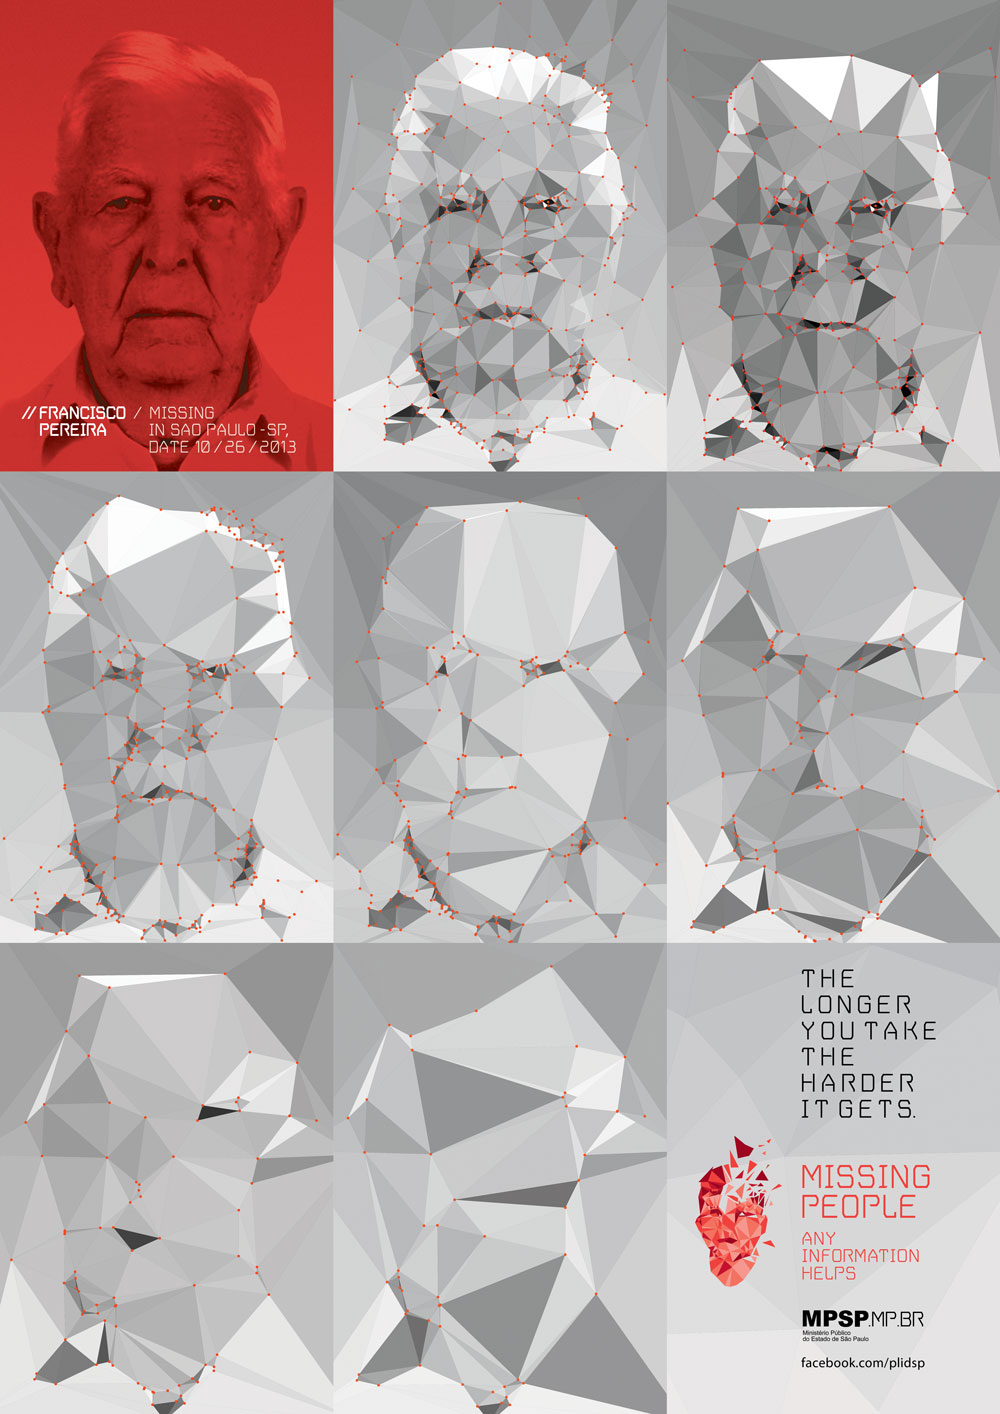 // FRANCISCO / MISSING
PEREIRA IN SAO PAULO - SP,
DATE 10 / 26 / 2013
THE
LONGER
YOU TAKE
THE
HARDER
IT GETS.
MISSING
PEOPLE
ANY
INFORMATION
HELPS
MPSP.MP.BR
Ministério Público
do Estado de São Paulo
facebook.com/plidsp